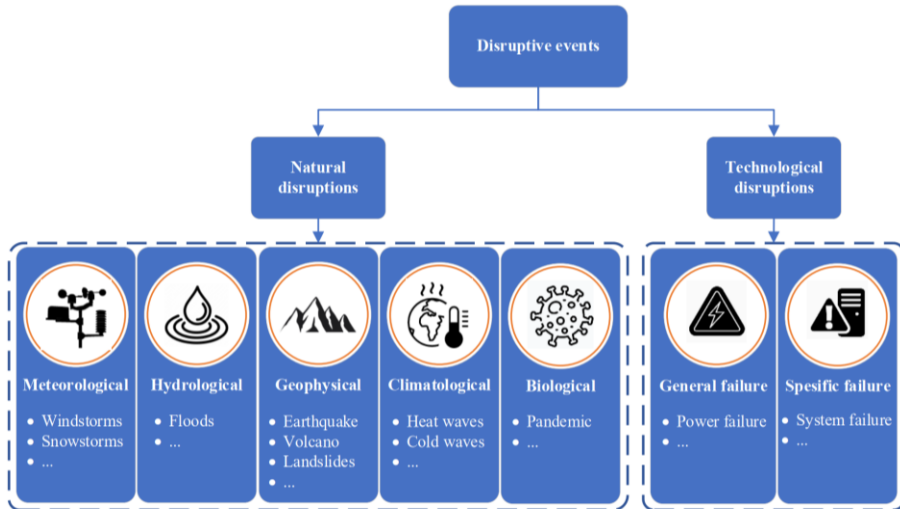 Disruptive events
Natural
disruptions
Technological
disruptions
Meteorological
• Windstorms
• Snowstorms
• ...
Hydrological
• Floods
• ...
Geophysical
• Earthquake
• Volcano
• Landslides
• ...
Climatological
• Heat waves
• Cold waves
• ...
Biological
• Pandemic
• ...
General failure
• Power failure
• ...
Spesific failure
• System failure
• ...